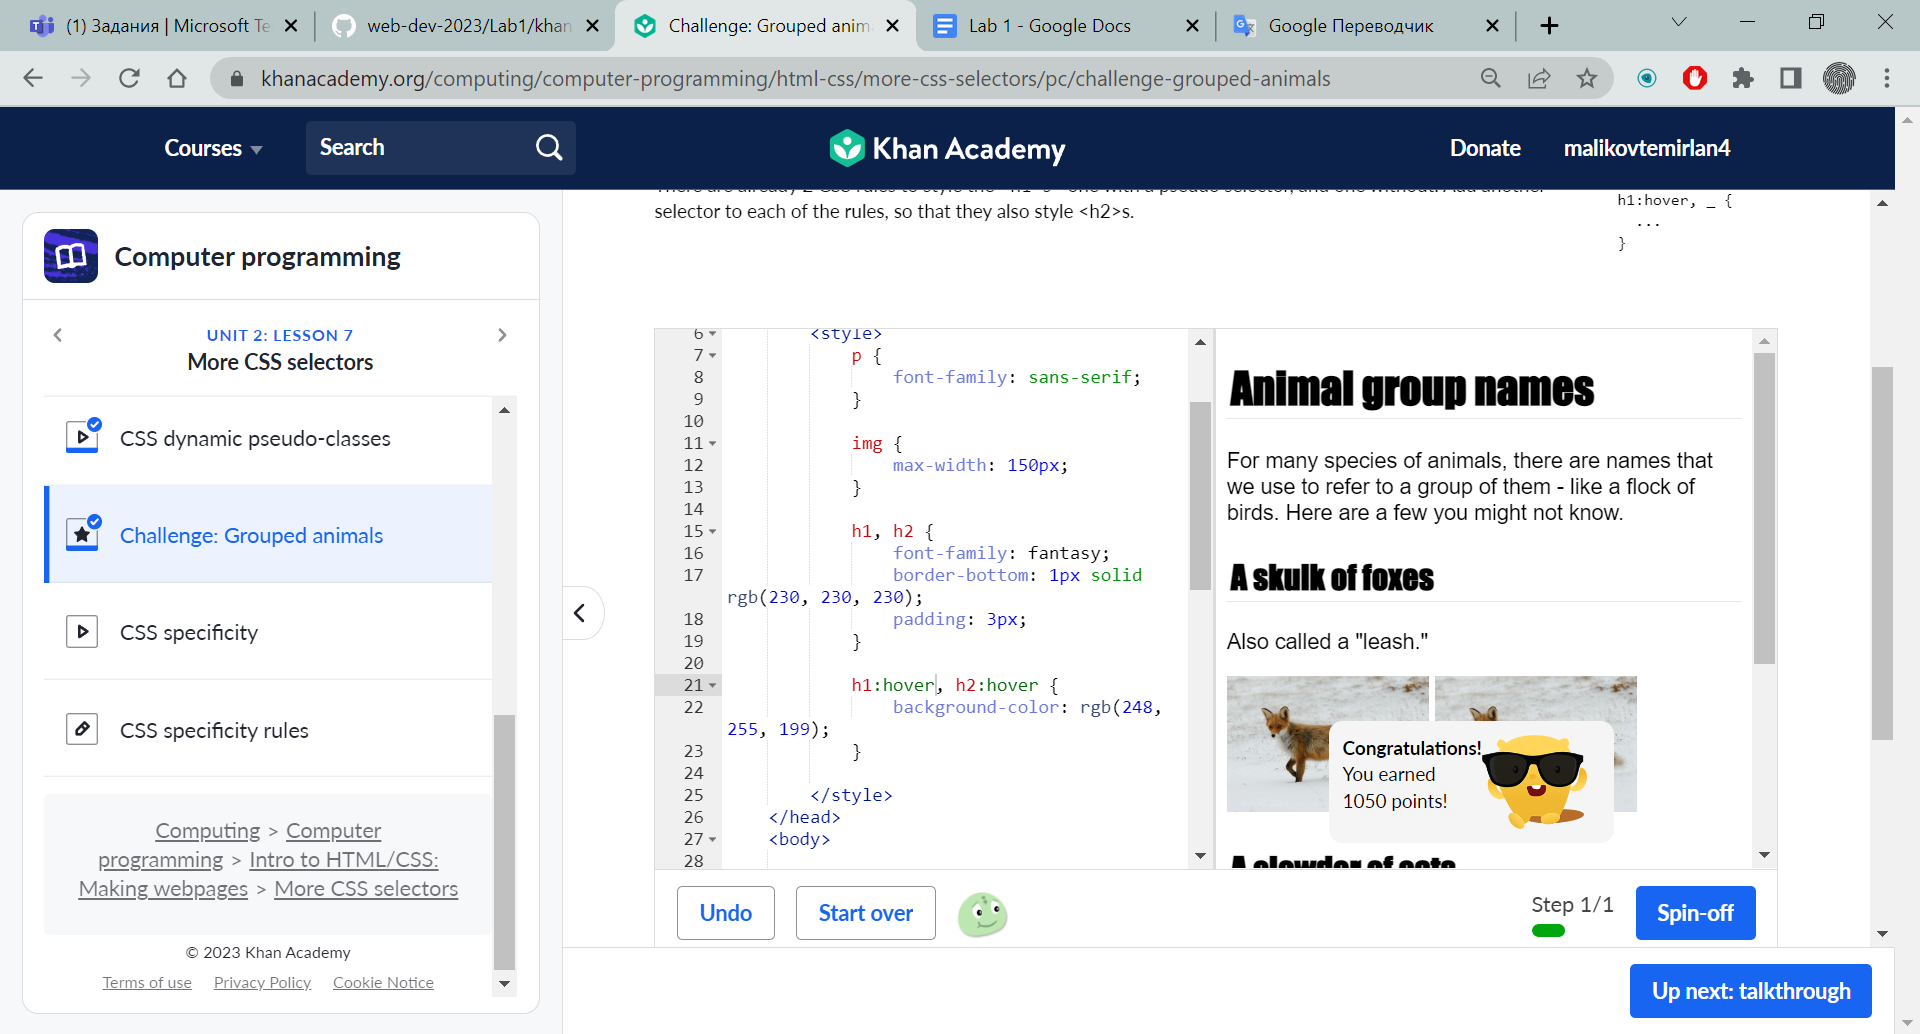 (1) Задания | Microsoft Te
web-dev-2023/Lab1/khan
Challenge: Grouped anim
Lab 1 - Google Docs
Google Переводчик
khanacademy.org/computing/computer-programming/html-css/more-css-selectors/pc/challenge-grouped-animals
Courses
Search
Khan Academy
Donate
malikovtemirlan4
Computer programming
UNIT 2: LESSON 7
More CSS selectors
CSS dynamic pseudo-classes
Challenge: Grouped animals
CSS specificity
CSS specificity rules
Computing > Computer
programming > Intro to HTML/CSS:
Making webpages > More CSS selectors
© 2023 Khan Academy
Terms of use Privacy Policy Cookie Notice
selector to each of the rules, so that they also style <h2>s.
h1:hover, _ {
...
}
6 <style>
7 p {
8 font-family: sans-serif;
9 }
10
11 img {
12 max-width: 150px;
13 }
14
15 h1, h2 {
16 font-family: fantasy;
17 border-bottom: 1px solid
rgb(230, 230, 230);
18 padding: 3px;
19 }
20
21 h1:hover, h2:hover {
22 background-color: rgb(248,
255, 199);
23 }
24
25 </style>
26 </head>
27 <body>
28
Animal group names
For many species of animals, there are names that
we use to refer to a group of them - like a flock of
birds. Here are a few you might not know.
A skulk of foxes
Also called a "leash."
Congratulations!
You earned
1050 points!
A clowder of cats
Undo
Start over
Step 1/1
Spin-off
Up next: talkthrough